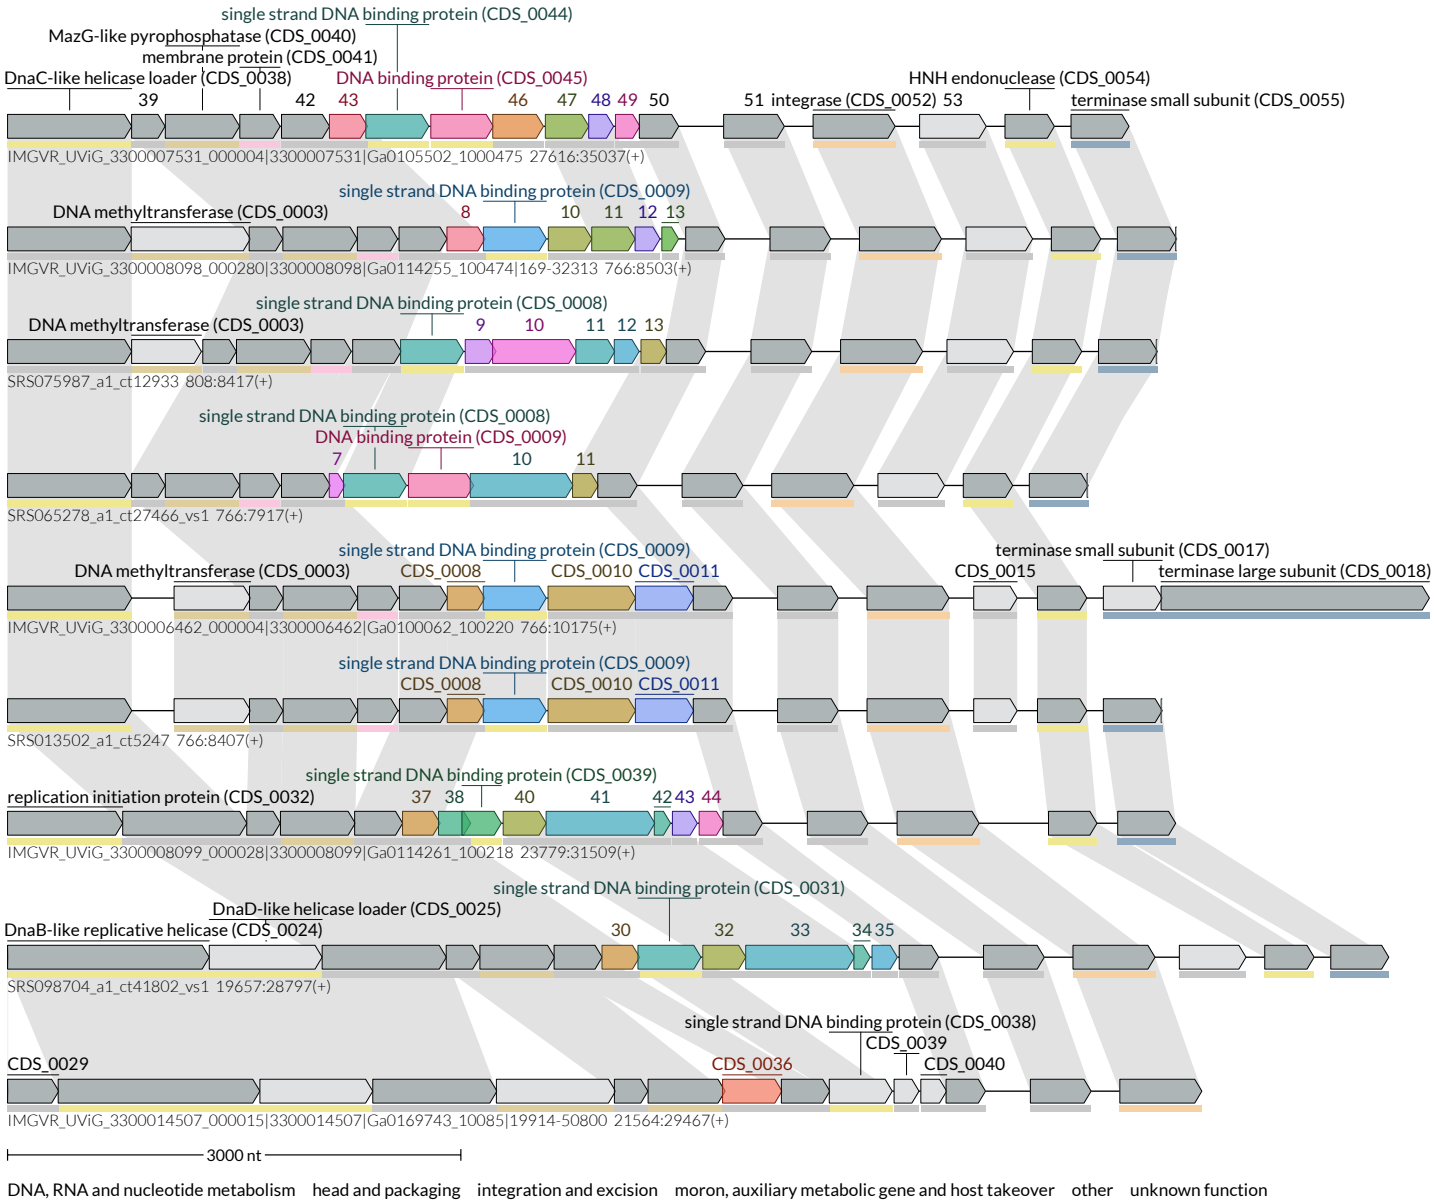 single strand DNA binding protein (CDS_0044)
MazG-like pyrophosphatase (CDS_0040)
membrane protein (CDS_0041)
DnaC-like helicase loader (CDS_0038) DNA binding protein (CDS_0045) HNH endonuclease (CDS_0054)
39 42 43 46 47 48 49 50 51 integrase (CDS_0052) 53 terminase small subunit (CDS_0055)
IMGVR_UViG_3300007531_000004|3300007531|Ga0105502_1000475 27616:35037(+)
single strand DNA binding protein (CDS_0009)
DNA methyltransferase (CDS_0003) 8 10 11 12 13
IMGVR_UViG_3300008098_000280|3300008098|Ga0114255_100474|169-32313 766:8503(+)
single strand DNA binding protein (CDS_0008)
DNA methyltransferase (CDS_0003) 9 10 11 12 13
SRS075987_a1_ct12933 808:8417(+)
single strand DNA binding protein (CDS_0008)
DNA binding protein (CDS_0009)
7 10 11
SRS065278_a1_ct27466_vs1 766:7917(+)
single strand DNA binding protein (CDS_0009) terminase small subunit (CDS_0017)
DNA methyltransferase (CDS_0003) CDS_0008 CDS_0010 CDS_0011 CDS_0015 terminase large subunit (CDS_0018)
IMGVR_UViG_3300006462_000004|3300006462|Ga0100062_100220 766:10175(+)
single strand DNA binding protein (CDS_0009)
CDS_0008 CDS_0010 CDS_0011
SRS013502_a1_ct5247 766:8407(+)
single strand DNA binding protein (CDS_0039)
replication initiation protein (CDS_0032) 37 38 40 41 42 43 44
IMGVR_UViG_3300008099_000028|3300008099|Ga0114261_100218 23779:31509(+)
single strand DNA binding protein (CDS_0031)
DnaD-like helicase loader (CDS_0025)
DnaB-like replicative helicase (CDS_0024) 30 32 33 34 35
SRS098704_a1_ct41802_vs1 19657:28797(+)
single strand DNA binding protein (CDS_0038)
CDS_0039
CDS_0029 CDS_0036 CDS_0040
IMGVR_UViG_3300014507_000015|3300014507|Ga0169743_10085|19914-50800 21564:29467(+)
3000 nt
DNA, RNA and nucleotide metabolism head and packaging integration and excision moron, auxiliary metabolic gene and host takeover other unknown function